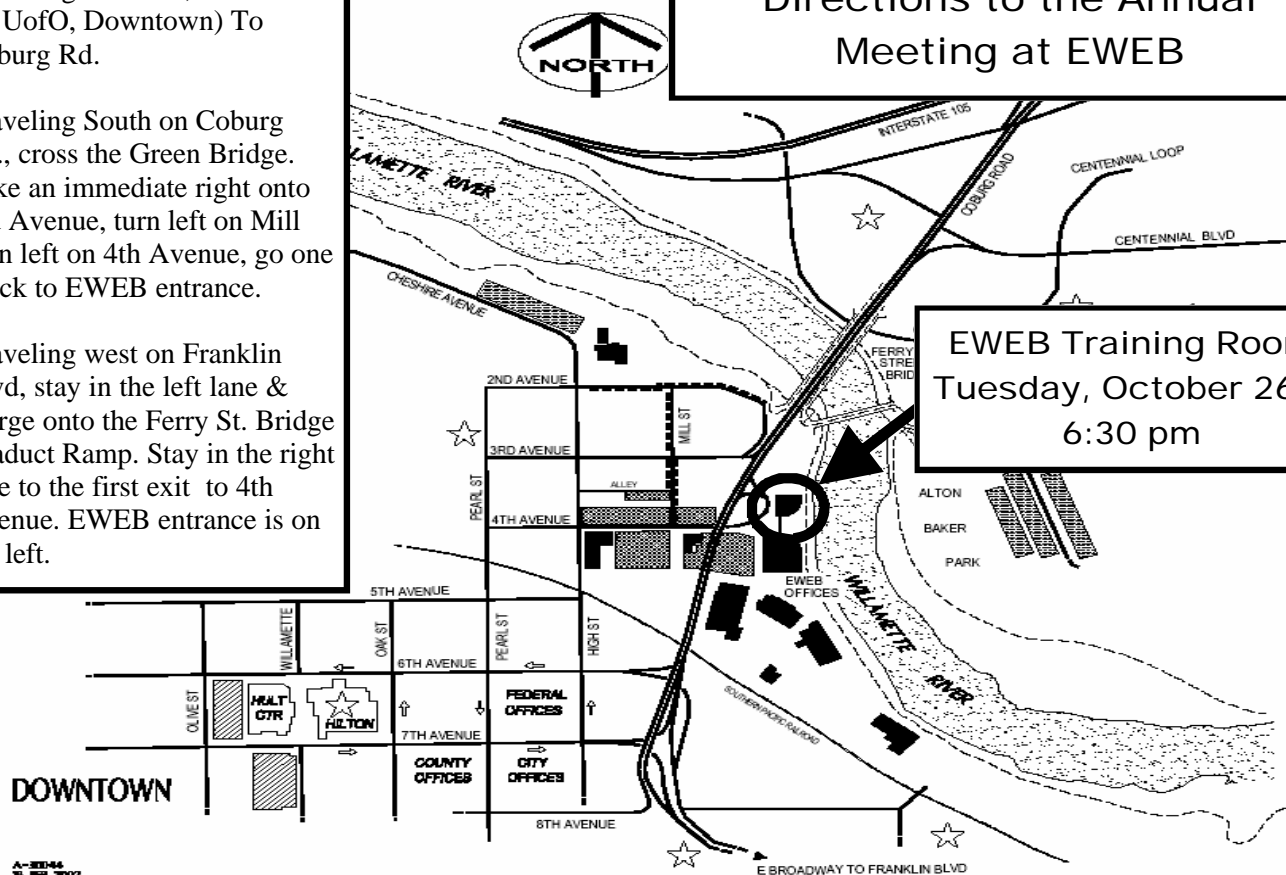 UofO, Downtown) To
burg Rd.
aveling South on Coburg
., cross the Green Bridge.
ke an immediate right onto
Avenue, turn left on Mill
n left on 4th Avenue, go one
ck to EWEB entrance.
aveling west on Franklin
vd, stay in the left lane &
rge onto the Ferry St. Bridge
aduct Ramp. Stay in the right
e to the first exit to 4th
enue. EWEB entrance is on
left.
NORTH
Directions to the Annual
Meeting at EWEB
INTERSTATE 105
COBURG ROAD
CENTENNIAL LOOP
CENTENNIAL BLVD
LAMETTE RIVER
CHESHIRE AVENUE
FERRY
STRE
BRID
EWEB Training Roo
Tuesday, October 26
6:30 pm
2ND AVENUE
MILL ST
3RD AVENUE
ALLEY
PEARL ST
4TH AVENUE
ALTON
BAKER
PARK
EWEB
OFFICES
WILLAMETTE
RIVER
5TH AVENUE
WILLAMETTE
OAK ST
PEARL ST
HIGH ST
6TH AVENUE
OLIVE ST
HULT
CTR
HILTON
FEDERAL
OFFICES
SOUTHERN PACIFIC RAILROAD
7TH AVENUE
COUNTY
OFFICES
CITY
OFFICES
DOWNTOWN
8TH AVENUE
E BROADWAY TO FRANKLIN BLVD